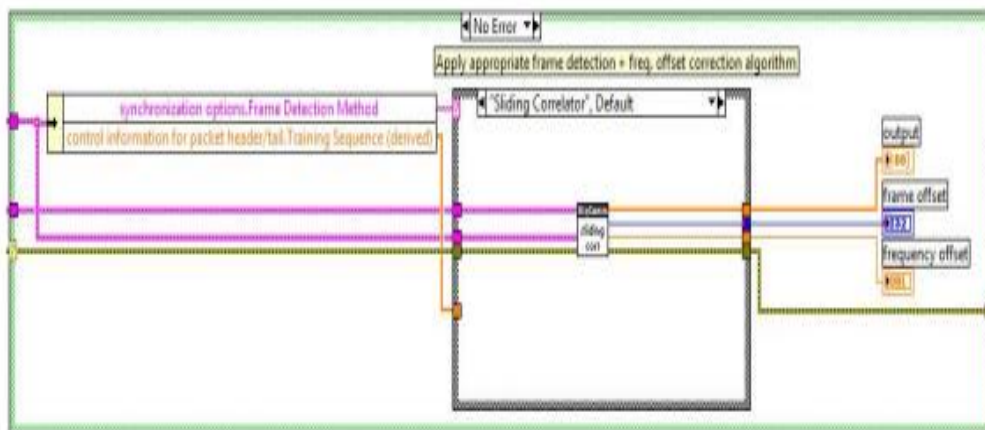 No Error
Apply appropriate frame detection + freq. offset correction algorithm
synchronization options.Frame Detection Method
control information for packet header/tail.Training Sequence (derived)
"Sliding Correlator", Default
sliding
corr
output
frame offset
frequency offset